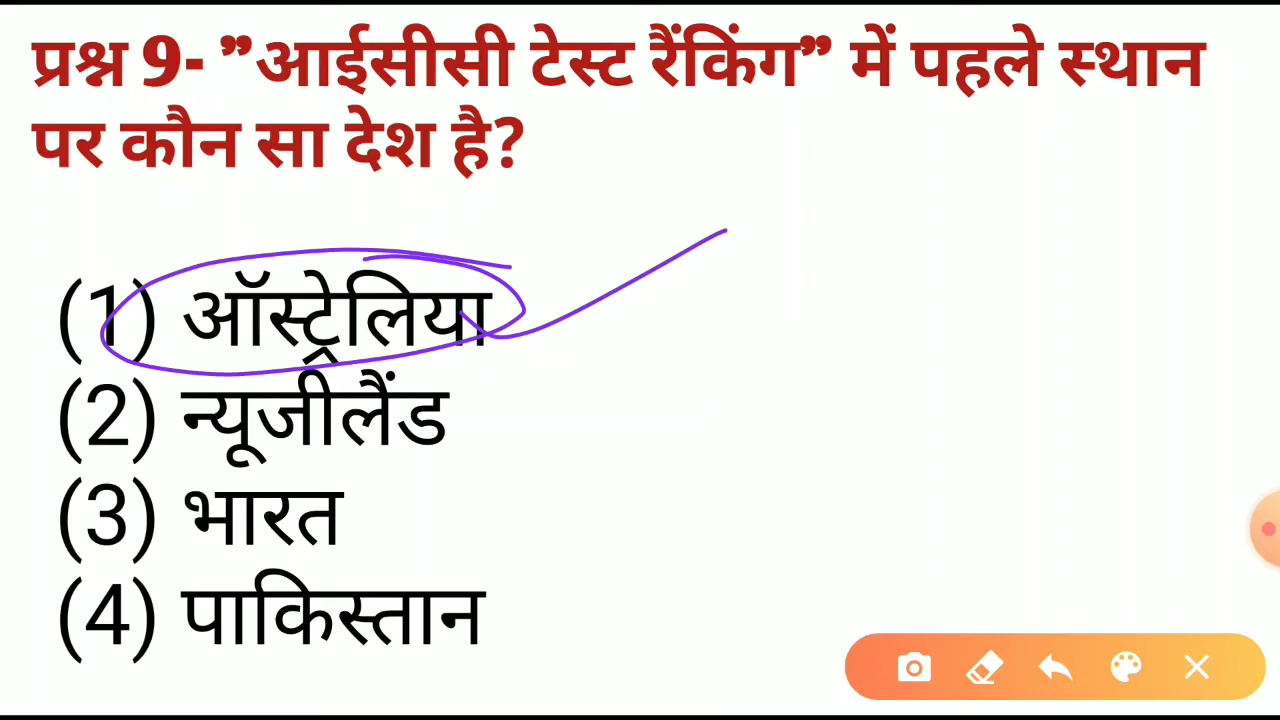 प्रश्न 9- ”आईसीसी टेस्ट रैंकिंग” में पहले स्थान
पर कौन सा देश है?
(1) ऑस्ट्रेलिया
(2) न्यूजीलैंड
(3) भारत
(4) पाकिस्तान